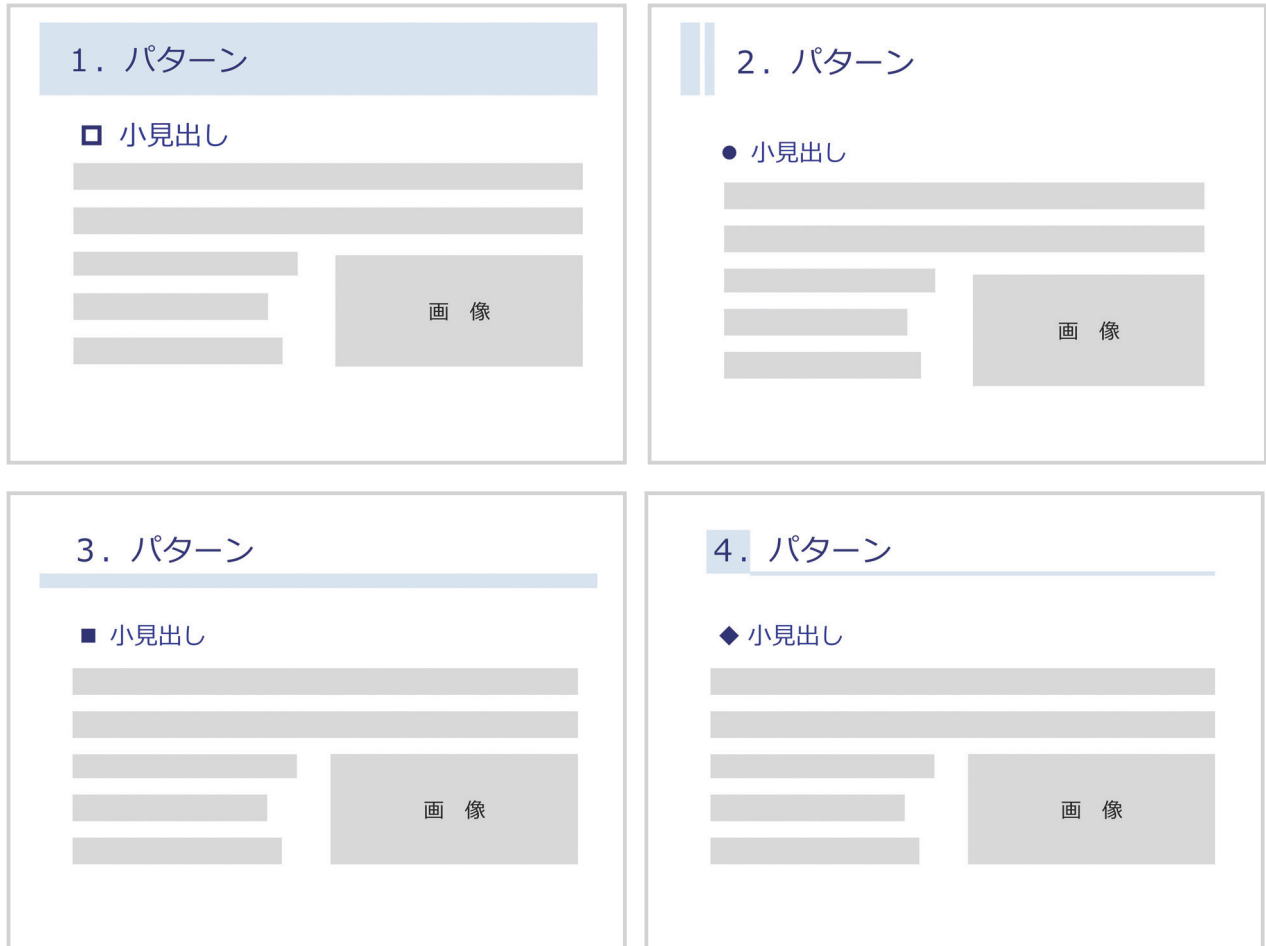 1. パターン
小見出し
画 像
2. パターン
● 小見出し
画 像
3. パターン
■ 小見出し
画 像
4. パターン
◆ 小見出し
画 像